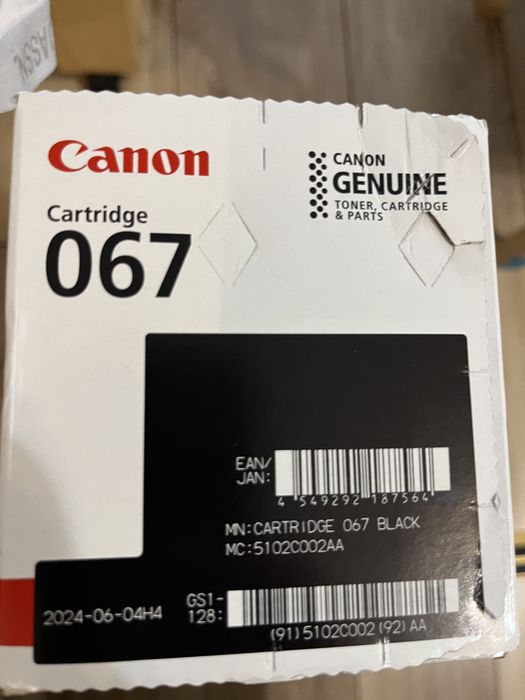 Canon
CANON
GENUINE
TONER, CARTRIDGE
& PARTS
Cartridge
067
EAN/
JAN:
4 549292 187564
MN:CARTRIDGE 067 BLACK
MC:5102C002AA
2024-06-04H4
GS1-
128:
(91)5102C002(92)AA